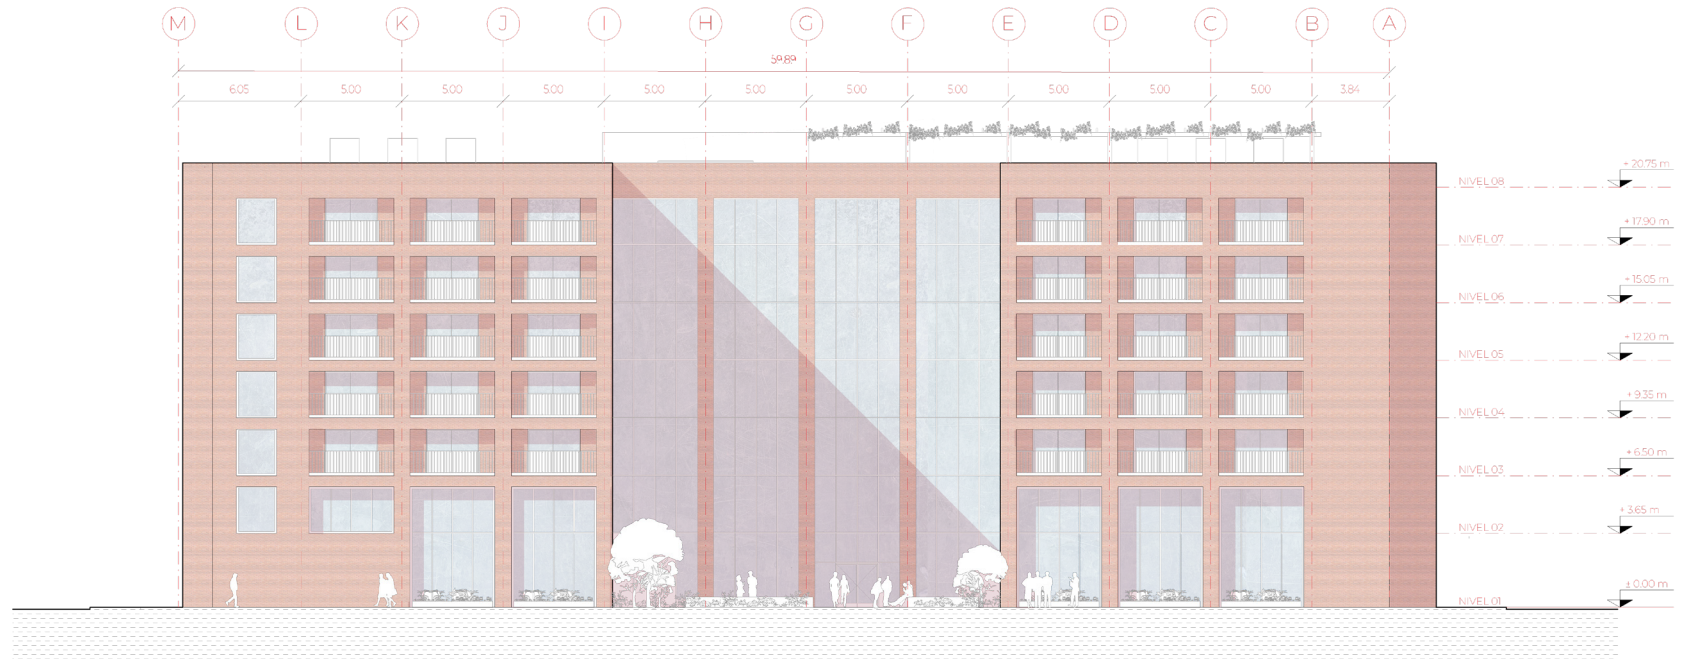 M L K J I H G F E D C B A
59.89
6.05 5.00 5.00 5.00 5.00 5.00 5.00 5.00 5.00 5.00 5.00 3.84
+ 20.75 m
NIVEL 08
+ 17.90 m
NIVEL 07
+ 15.05 m
NIVEL 06
+ 12.20 m
NIVEL 05
+ 9.35 m
NIVEL 04
+ 6.50 m
NIVEL 03
+ 3.65 m
NIVEL 02
± 0.00 m
NIVEL 01